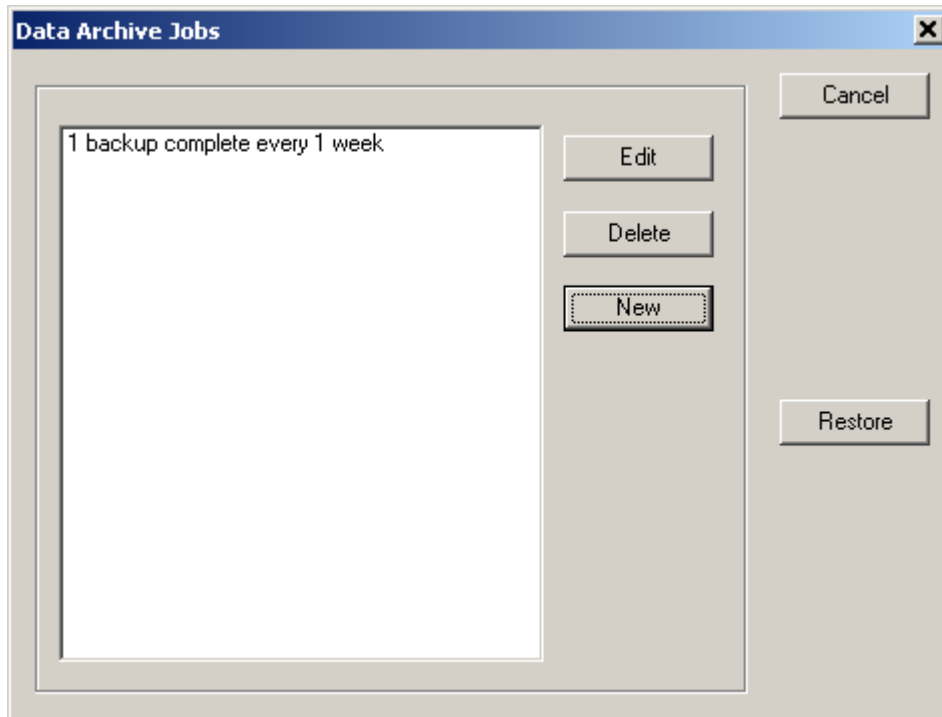 Data Archive Jobs
Cancel
1 backup complete every 1 week
Edit
Delete
New
Restore